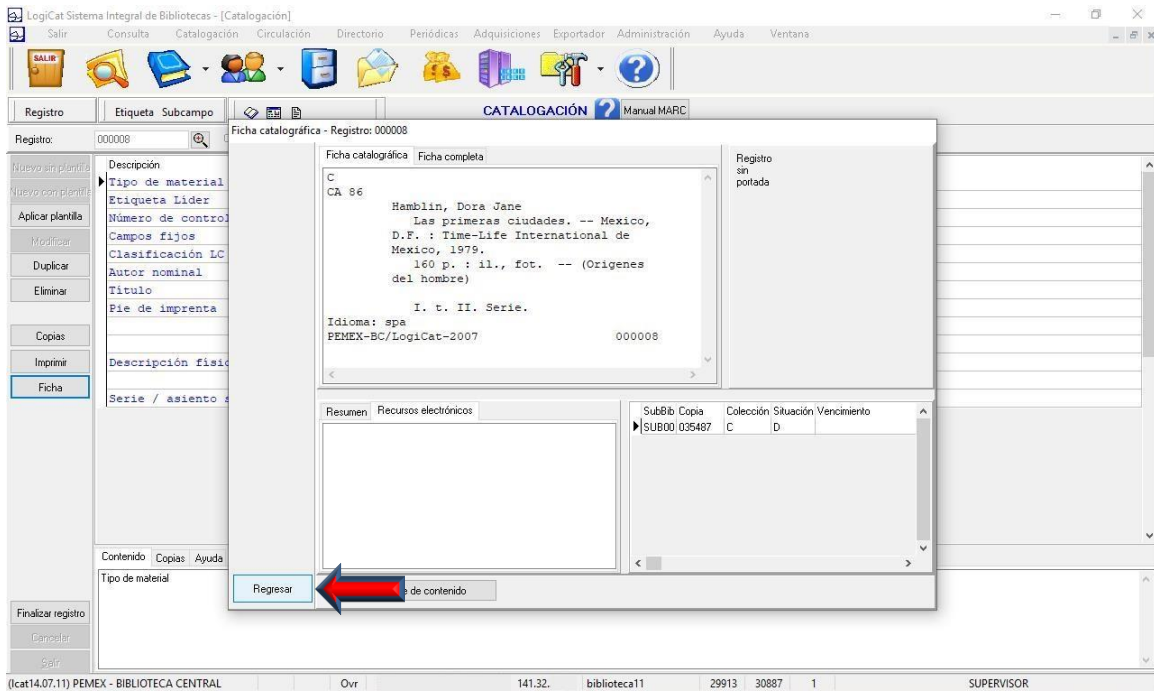 LogiCat Sistema Integral de Bibliotecas - [Catalogación]
Salir Consulta Catalogación Circulación Directorio Periódicas Adquisiciones Exportador Administración Ayuda Ventana
SALIR
Registro Etiqueta Subcampo CATALOGACIÓN Manual MARC
Registro: 000008
Ficha catalográfica - Registro: 000008
Nuevo sin plantilla
Nuevo con plantilla
Aplicar plantilla
Modificar
Duplicar
Eliminar
Copias
Imprimir
Ficha
Descripción
Tipo de material
Etiqueta Líder
Número de control
Campos fijos
Clasificación LC
Autor nominal
Título
Pie de imprenta
Descripción físic
Serie / asiento s
Ficha catalográfica Ficha completa
C
CA 86
Hamblin, Dora Jane
Las primeras ciudades. -- Mexico,
D.F. : Time-Life International de
Mexico, 1979.
160 p. : il., fot. -- (Origenes
del hombre)
I. t. II. Serie.
Idioma: spa
PEMEX-BC/LogiCat-2007 000008
Registro
sin
portada
Resumen Recursos electrónicos
SubBib Copia Colección Situación Vencimiento
SUB00 035487 C D
Regresar de contenido
Contenido Copias Ayuda
Tipo de material
Finalizar registro
Cancelar
Salir
(lcat14.07.11) PEMEX - BIBLIOTECA CENTRAL Ovr 141.32. biblioteca11 29913 30887 1 SUPERVISOR